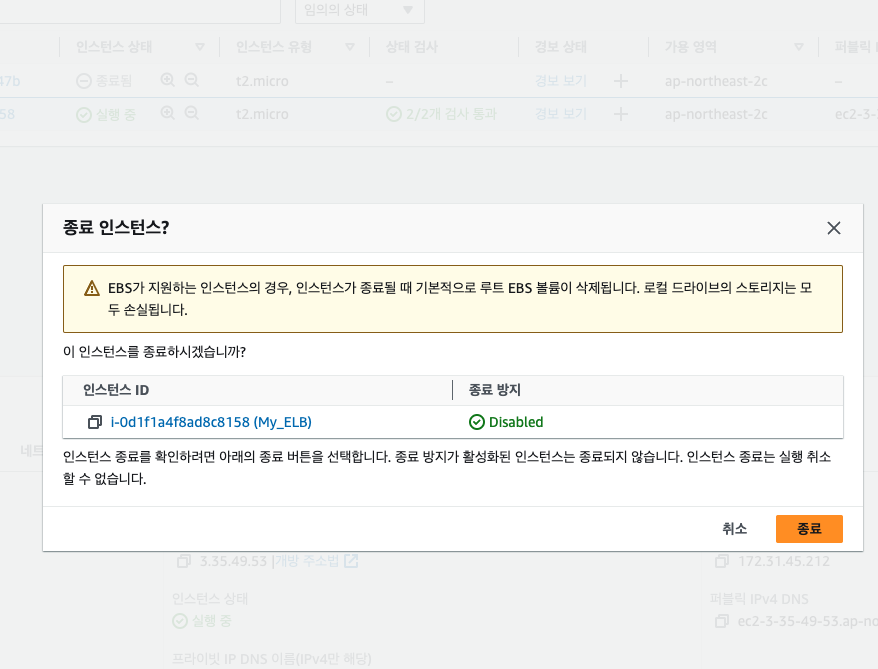 임의의 상태
인스턴스 상태 인스턴스 유형 상태 검사 경보 상태 가용 영역 퍼블릭
47b 종료됨 t2.micro – 경보 보기 + ap-northeast-2c –
58 실행 중 t2.micro 2/2개 검사 통과 경보 보기 + ap-northeast-2c ec2-3-
종료 인스턴스?
EBS가 지원하는 인스턴스의 경우, 인스턴스가 종료될 때 기본적으로 루트 EBS 볼륨이 삭제됩니다. 로컬 드라이브의 스토리지는 모
두 손실됩니다.
이 인스턴스를 종료하시겠습니까?
인스턴스 ID 종료 방지
i-0d1f1a4f8ad8c8158 (My_ELB) Disabled
네트
인스턴스 종료를 확인하려면 아래의 종료 버튼을 선택합니다. 종료 방지가 활성화된 인스턴스는 종료되지 않습니다. 인스턴스 종료는 실행 취소
할 수 없습니다.
취소 종료
3.35.49.53 |개방 주소법 172.31.45.212
인스턴스 상태 퍼블릭 IPv4 DNS
실행 중 ec2-3-35-49-53.ap-no
프라이빗 IP DNS 이름(IPv4만 해당)